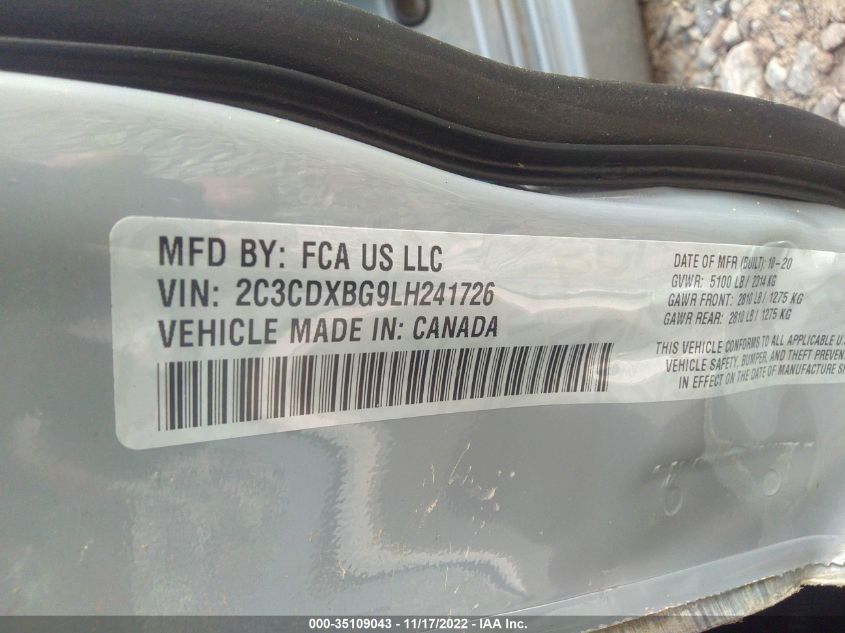 MFD BY: FCA US LLC
VIN: 2C3CDXBG9LH241726
VEHICLE MADE IN: CANADA
DATE OF MFR (BUILT): 10-20
GVWR: 5100 LB / 2314 KG
GAWR FRONT: 2810 LB / 1275 KG
GAWR REAR: 2810 LB / 1275 KG
THIS VEHICLE CONFORMS TO ALL APPLICABLE U.S
VEHICLE SAFETY, BUMPER, AND THEFT PREVEN
IN EFFECT ON THE DATE OF MANUFACTURE SH
000-35109043 - 11/17/2022 - IAA Inc.